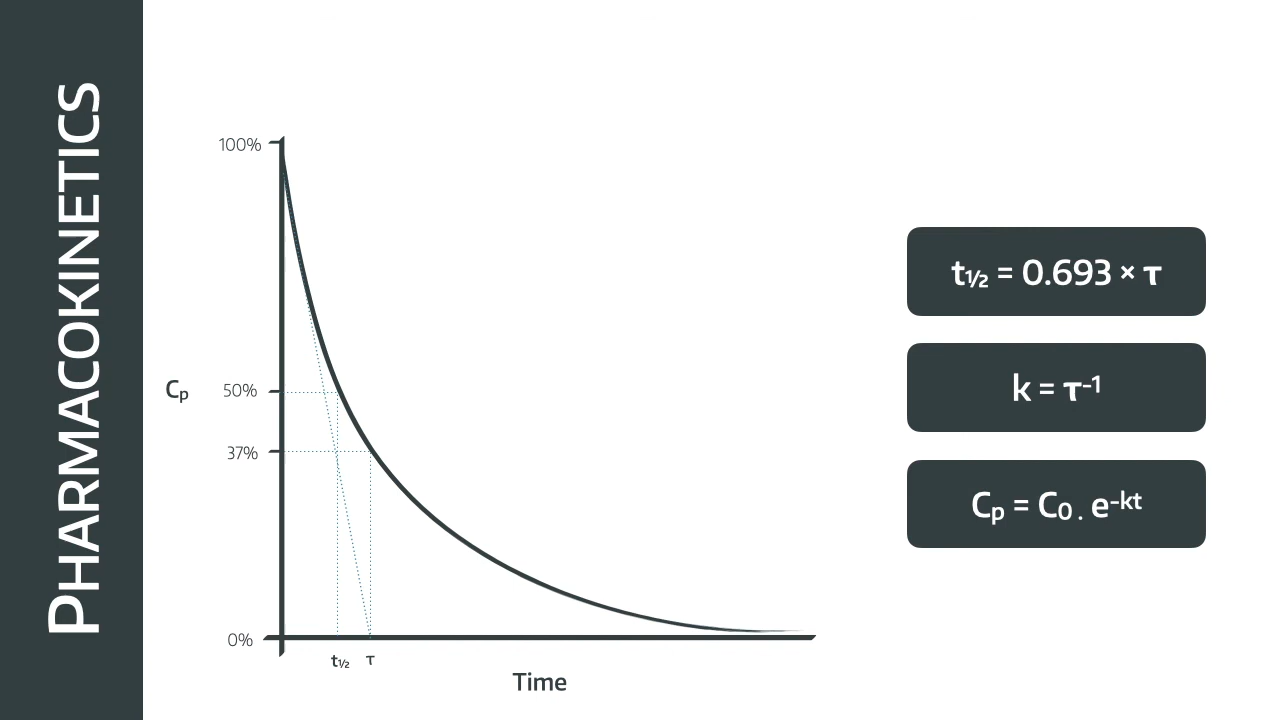 PHARMACOKINETICS
100%
50%
37%
0%
Cp
t½
τ
Time
t½ = 0.693 × τ
k = τ⁻¹
Cₚ = C₀ . e⁻ᵏᵗ